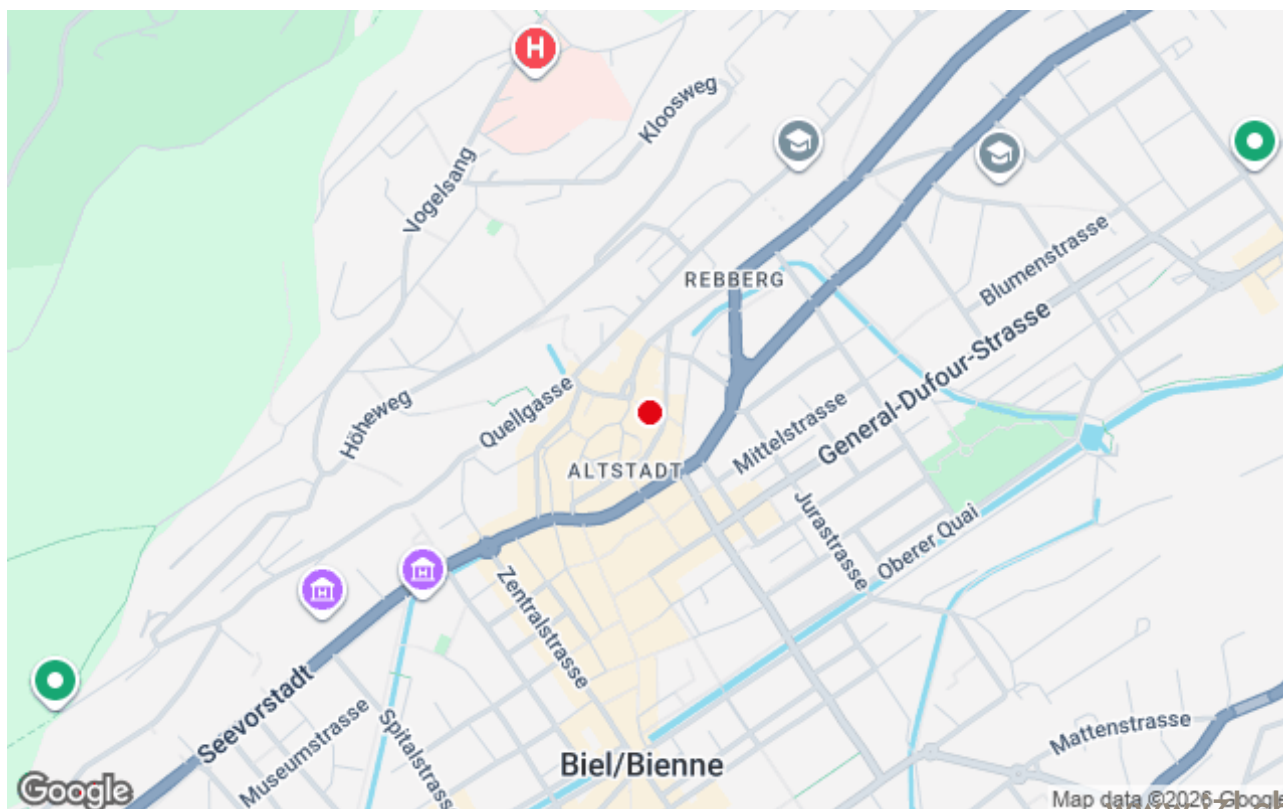 H
Vogelsang
Kloosweg
REBBERG
Blumenstrasse
General-Dufour-Strasse
Höheweg
Quellgasse
Mittelstrasse
ALTSTADT
Jurastrasse
Oberer Quai
Zentralstrasse
Seevorstadt
Museumstrasse
Spitalstrasse
Mattenstrasse
Biel/Bienne
Google
Map data ©2026 Google